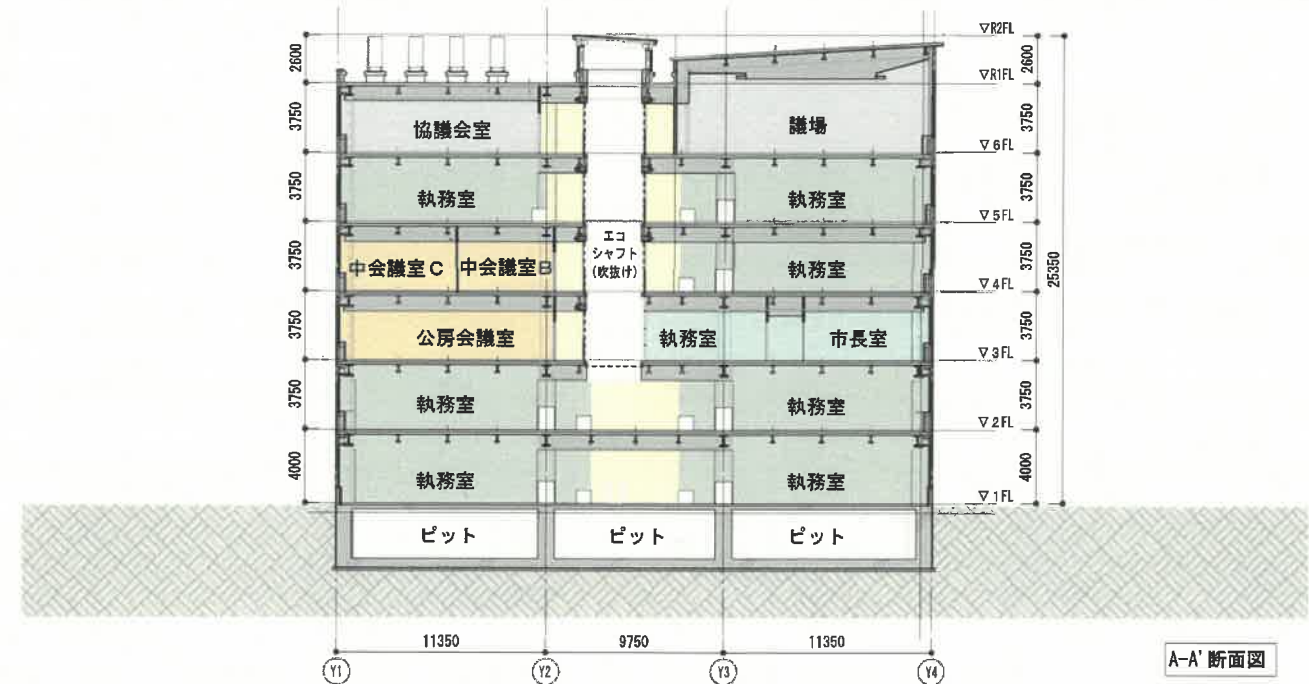 ▽R2FL
2600
2600
▽R1FL
3750
協議会室
議場
3750
▽6FL
3750
執務室
執務室
3750
▽5FL
エコ
シャフト
(吹抜け)
3750
中会議室C
中会議室B
執務室
3750
▽4FL
25350
3750
公房会議室
執務室
市長室
3750
▽3FL
3750
執務室
執務室
3750
▽2FL
4000
執務室
執務室
4000
▽1FL
ピット
ピット
ピット
11350
9750
11350
Y1
Y2
Y3
Y4
A-A'断面図